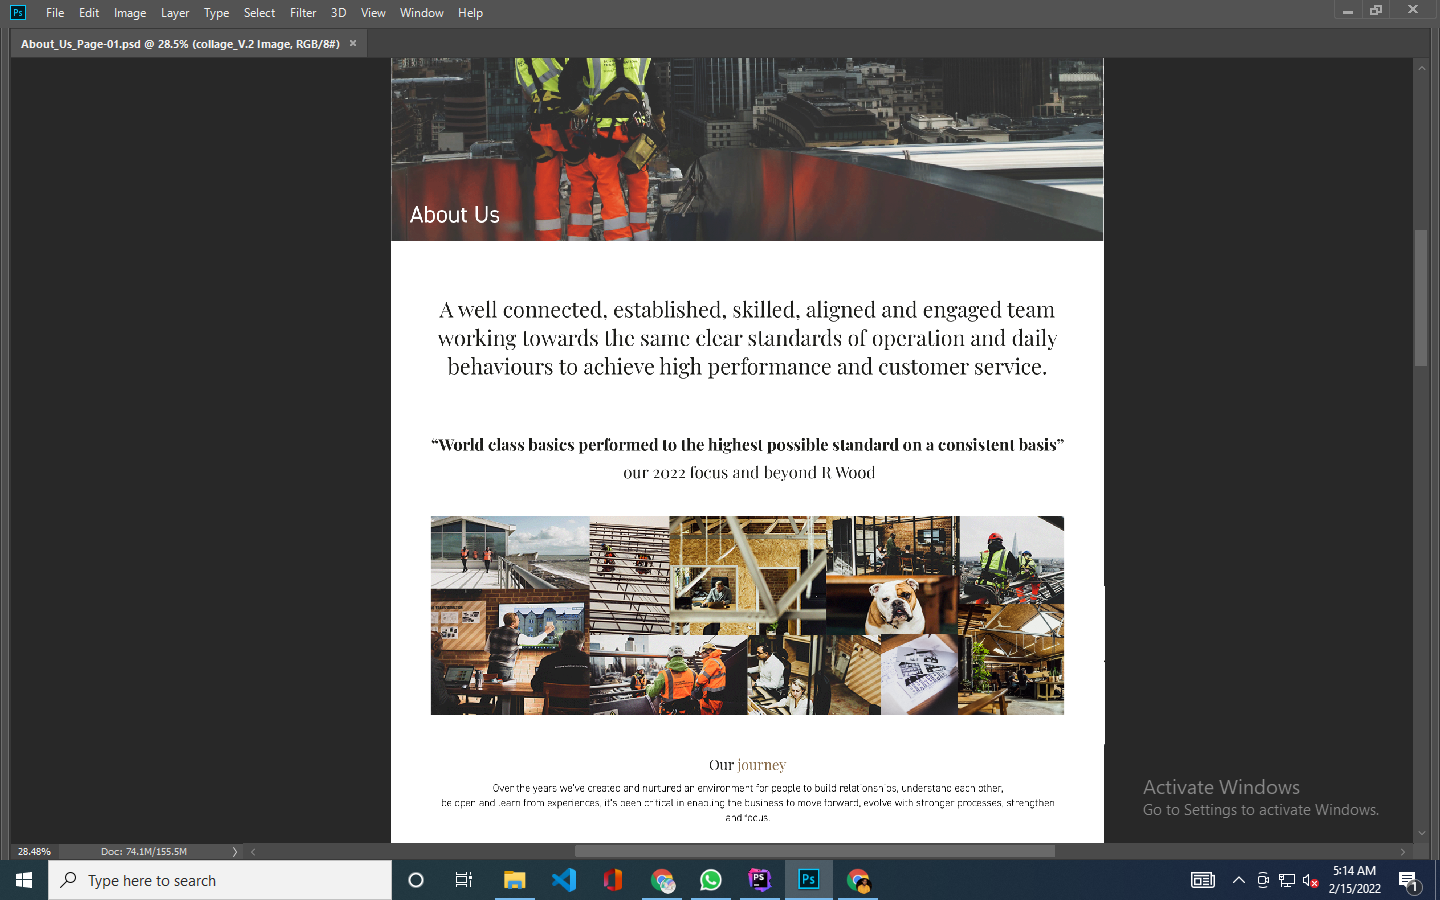 Ps File Edit Image Layer Type Select Filter 3D View Window Help
About_Us_Page-01.psd @ 28.5% (collage_V.2 Image, RGB/8#) ×
About Us
A well connected, established, skilled, aligned and engaged team
working towards the same clear standards of operation and daily
behaviours to achieve high performance and customer service.
“World class basics performed to the highest possible standard on a consistent basis”
our 2022 focus and beyond R Wood
Our journey
Over the years we've created and nurtured an environment for people to build relationships, understand each other,
be open and learn from experiences, it's been critical in enabling the business to move forward, evolve with stronger processes, strengthen
and focus.
Activate Windows
Go to Settings to activate Windows.
28.48% Doc: 74.1M/155.5M
Type here to search
PS
Ps
5:14 AM
2/15/2022
1